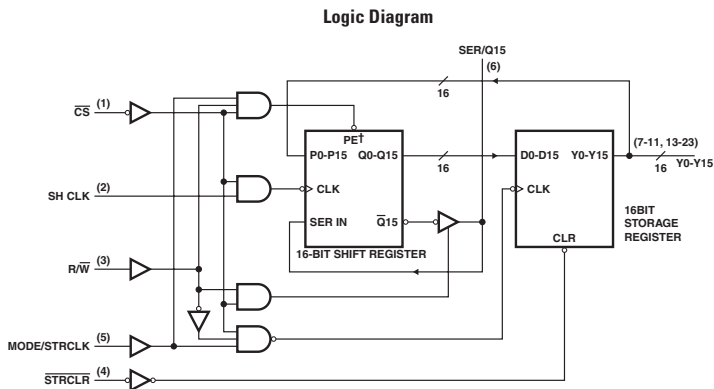 Logic Diagram
SER/Q15
(6)
16
16
CS (1)
PE†
P0-P15 Q0-Q15
16
D0-D15 Y0-Y15
(7-11, 13-23)
16 Y0-Y15
SH CLK (2)
CLK
CLK
SER IN Q15
16BIT
STORAGE
REGISTER
CLR
16-BIT SHIFT REGISTER
R/W (3)
MODE/STRCLK (5)
STRCLR (4)